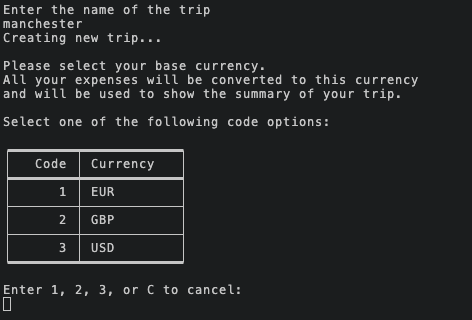 Enter the name of the trip
manchester
Creating new trip...
Please select your base currency.
All your expenses will be converted to this currency
and will be used to show the summary of your trip.
Select one of the following code options:
Code Currency
1 EUR
2 GBP
3 USD
Enter 1, 2, 3, or C to cancel: